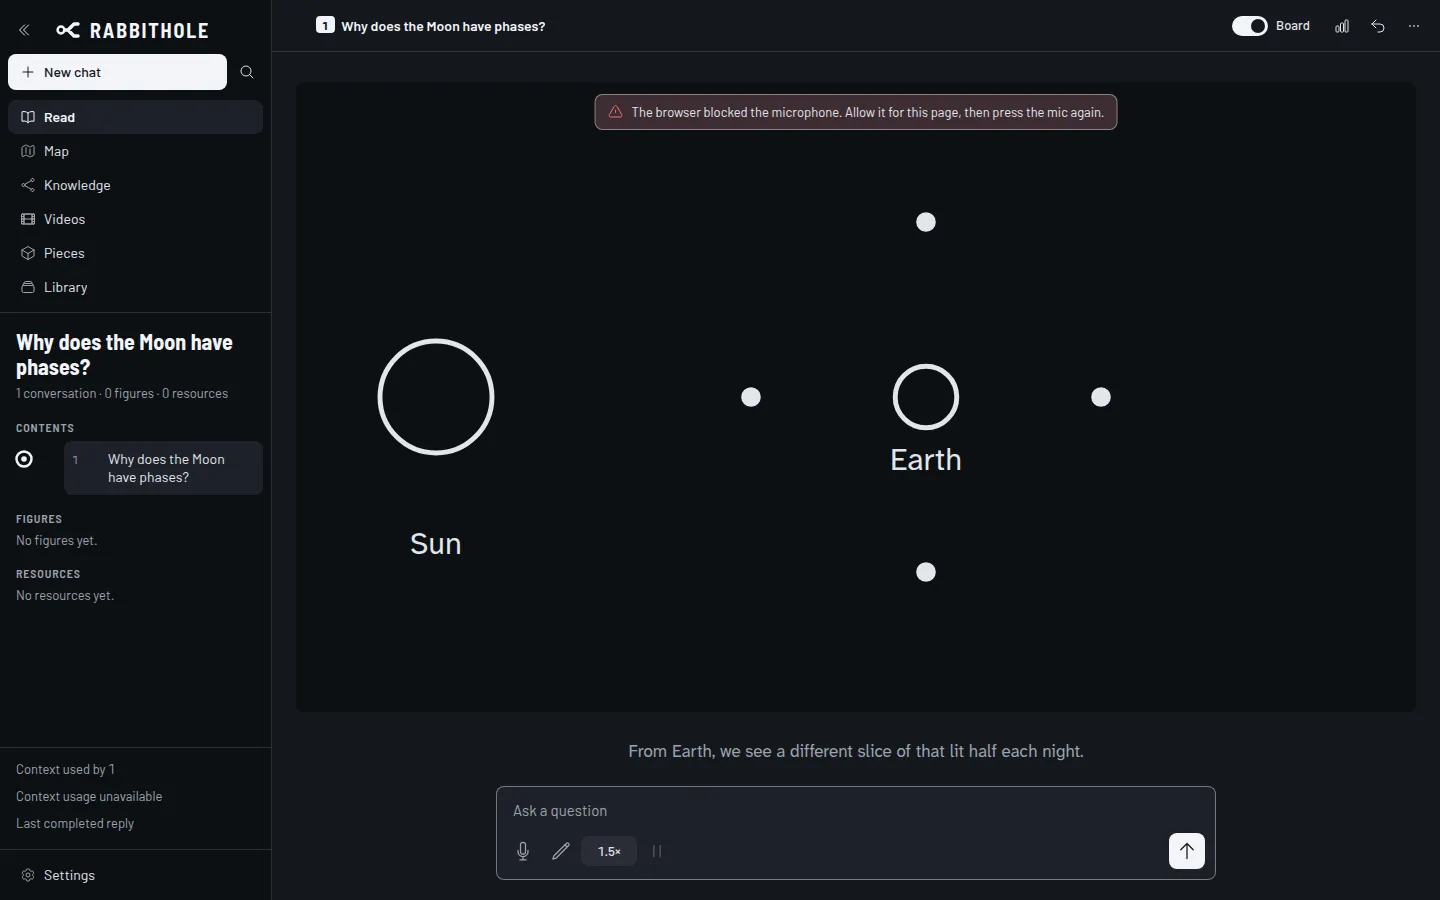 RABBITHOLE
New chat
Read
Map
Knowledge
Videos
Pieces
Library
Why does the Moon have
phases?
1 conversation · 0 figures · 0 resources
CONTENTS
1 Why does the Moon
have phases?
FIGURES
No figures yet.
RESOURCES
No resources yet.
Context used by 1
Context usage unavailable
Last completed reply
Settings
1 Why does the Moon have phases?
Board
The browser blocked the microphone. Allow it for this page, then press the mic again.
Earth
Sun
From Earth, we see a different slice of that lit half each night.
Ask a question
1.5×